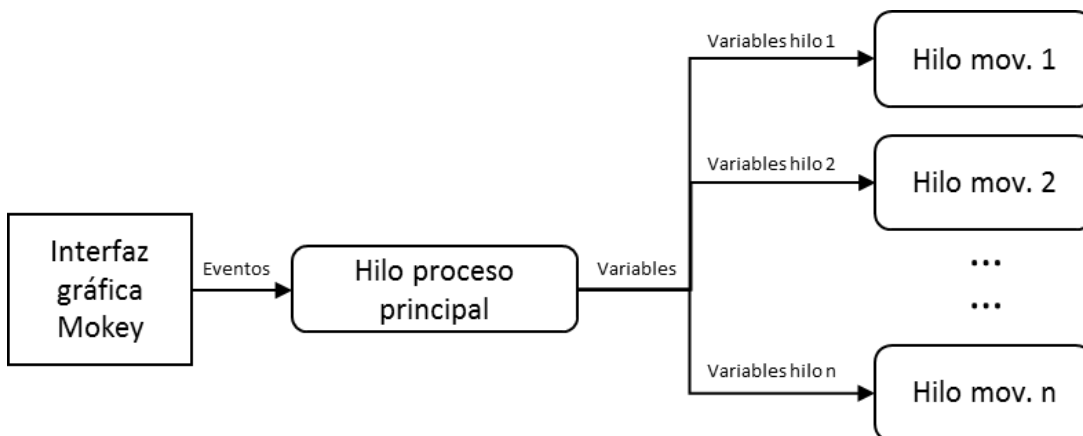 Interfaz
gráfica
Mokey
Eventos
Hilo proceso
principal
Variables
Variables hilo 1
Hilo mov. 1
Variables hilo 2
Hilo mov. 2
...
...
Variables hilo n
Hilo mov. n